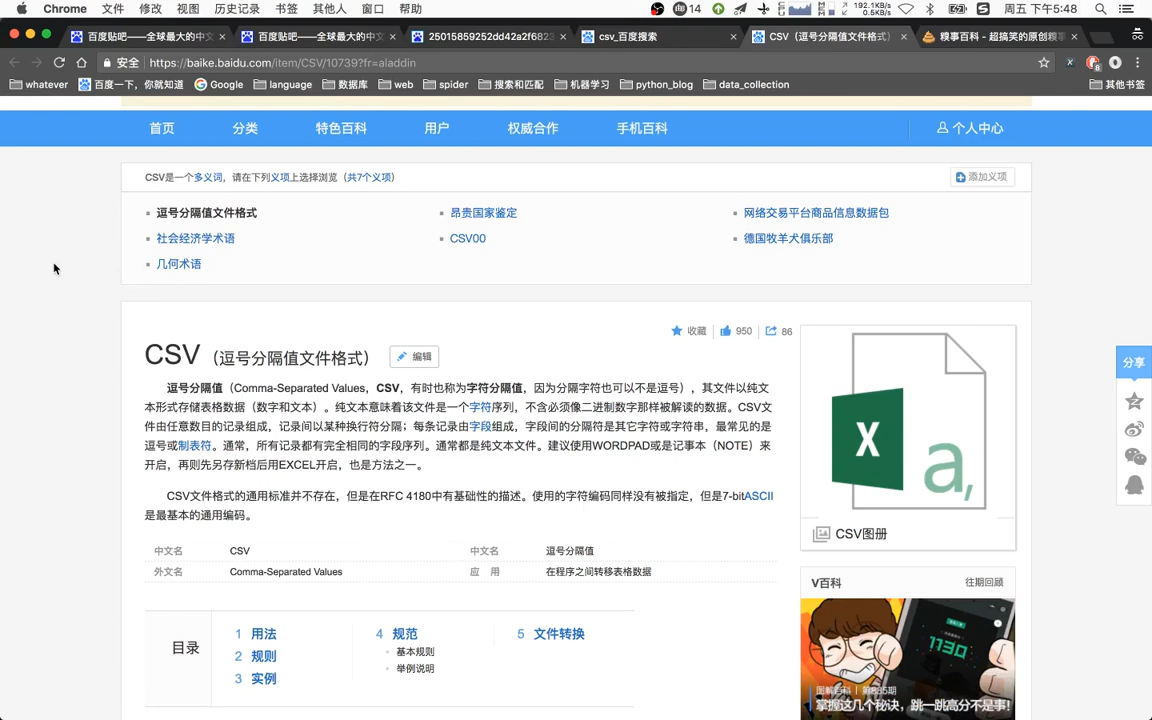 Chrome 文件 修改 视图 历史记录 书签 其他人 窗口 帮助
14 192.1KB/s 0.5KB/s 周五 下午5:48
百度贴吧——全球最大的中文 百度贴吧——全球最大的中文 25015859252dd42a2f6823 csv_百度搜索 CSV（逗号分隔值文件格式） 糗事百科 - 超搞笑的原创糗事
安全 https://baike.baidu.com/item/CSV/10739?fr=aladdin
whatever 百度一下，你就知道 Google language 数据库 web spider 搜索和匹配 机器学习 python_blog data_collection 其他书签
首页 分类 特色百科 用户 权威合作 手机百科 个人中心
CSV是一个多义词，请在下列义项上选择浏览（共7个义项） 添加义项
逗号分隔值文件格式 昂贵国家鉴定 网络交易平台商品信息数据包
社会经济学术语 CSV00 德国牧羊犬俱乐部
几何术语
收藏 950 86
CSV（逗号分隔值文件格式） 编辑
逗号分隔值（Comma-Separated Values，CSV，有时也称为字符分隔值，因为分隔字符也可以不是逗号），其文件以纯文
本形式存储表格数据（数字和文本）。纯文本意味着该文件是一个字符序列，不含必须像二进制数字那样被解读的数据。CSV文
件由任意数目的记录组成，记录间以某种换行符分隔；每条记录由字段组成，字段间的分隔符是其它字符或字符串，最常见的是
逗号或制表符。通常，所有记录都有完全相同的字段序列。通常都是纯文本文件。建议使用WORDPAD或是记事本（NOTE）来
开启，再则先另存新档后用EXCEL开启，也是方法之一。
CSV文件格式的通用标准并不存在，但是在RFC 4180中有基础性的描述。使用的字符编码同样没有被指定，但是7-bitASCII
是最基本的通用编码。
X a,
CSV图册
分享
中文名 CSV 中文名 逗号分隔值
外文名 Comma-Separated Values 应 用 在程序之间转移表格数据
目录
1 用法
2 规则
3 实例
4 规范
基本规则
举例说明
5 文件转换
V百科 往期回顾
1130
掌握这几个秘诀，跳一跳高分不是事!